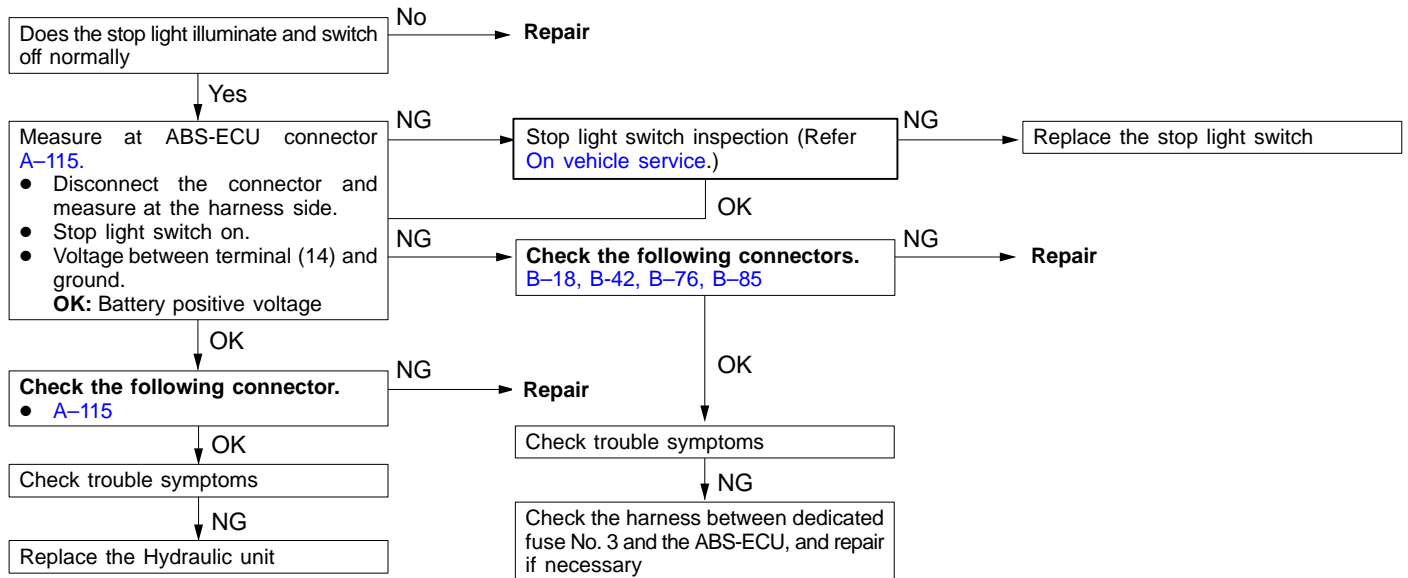 Does the stop light illuminate and switch
off normally
No
Repair
Yes
Measure at ABS-ECU connector
A–115.
● Disconnect the connector and
measure at the harness side.
● Stop light switch on.
● Voltage between terminal (14) and
ground.
OK: Battery positive voltage
NG
Stop light switch inspection (Refer
On vehicle service.)
NG
Replace the stop light switch
OK
NG
Check the following connectors.
B–18, B-42, B–76, B–85
NG
Repair
OK
Check the following connector.
● A–115
NG
Repair
OK
OK
Check trouble symptoms
Check trouble symptoms
NG
NG
Replace the Hydraulic unit
Check the harness between dedicated
fuse No. 3 and the ABS-ECU, and repair
if necessary